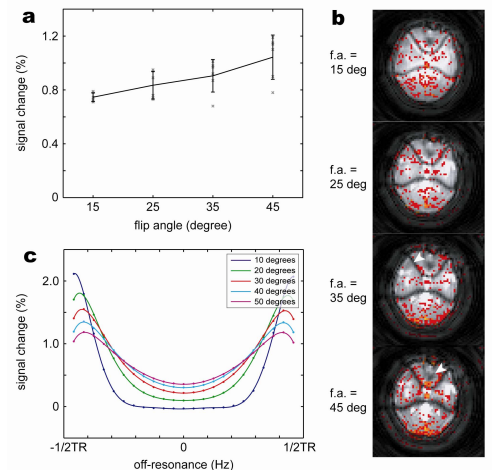 a
signal change (%)
1.2
0.8
0.4
0
15
25
35
45
flip angle (degree)
b
f.a. =
15 deg
f.a. =
25 deg
f.a. =
35 deg
f.a. =
45 deg
c
signal change (%)
2.0
1.0
0
10 degrees
20 degrees
30 degrees
40 degrees
50 degrees
-1/2TR
0
1/2TR
off-resonance (Hz)